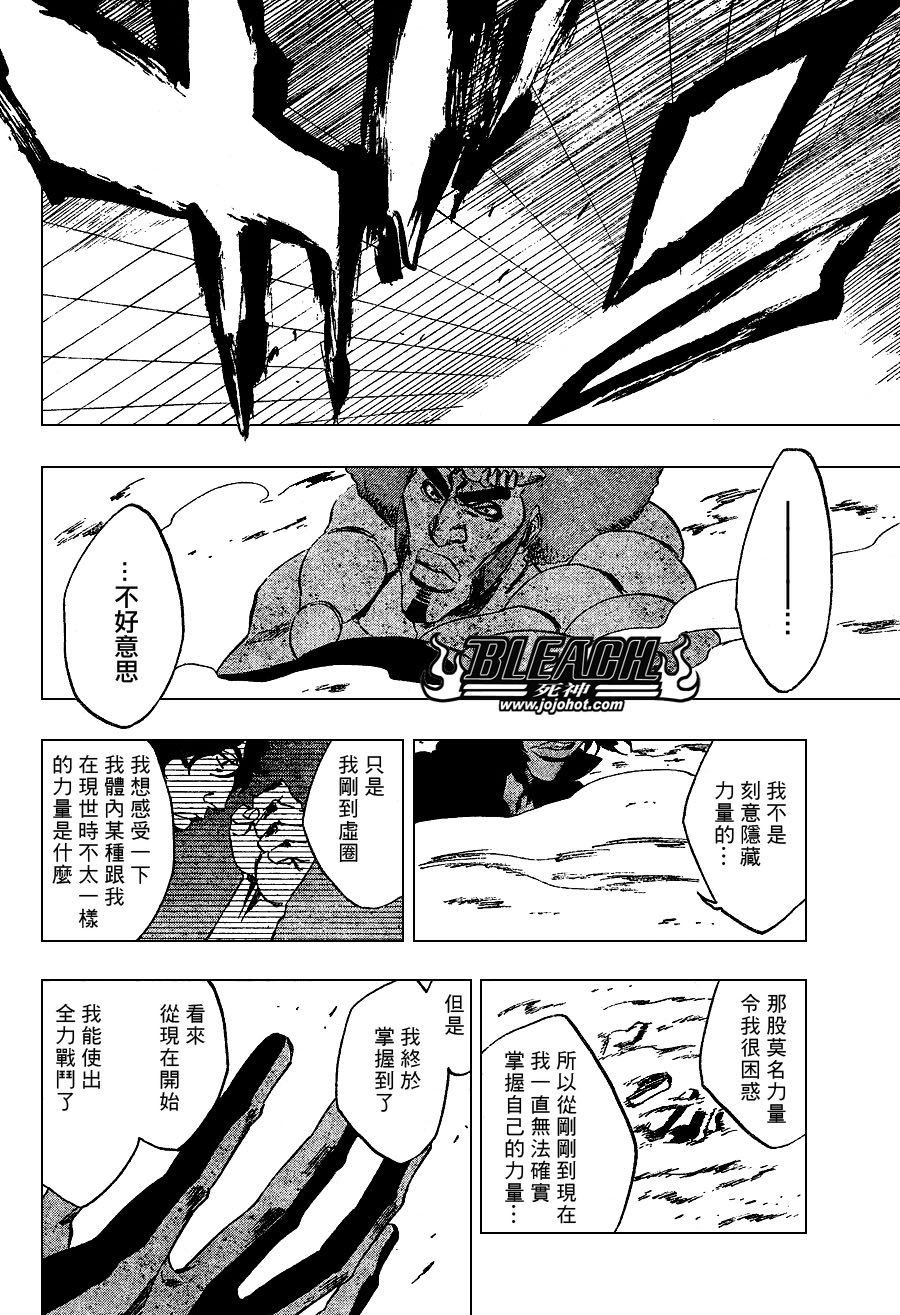 ——…
…不好意思
BLEACH
死神
www.jojohot.com
我不是
刻意隱藏
力量的…
只是
我剛到虛圈
我想感受一下
我體內某種跟我
在現世時不太一樣
的力量是什麼
那股莫名力量
令我很困惑
所以從剛剛到現在
我一直無法確實
掌握自己的力量…
但是
我終於
掌握到了
看來
從現在開始
我能使出
全力戰鬥了